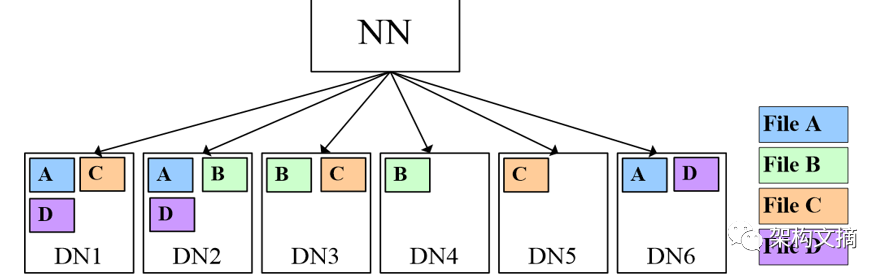 NN
A C
D
DN1
A B
D
DN2
B C
DN3
B
DN4
C
DN5
A D
DN6
File A
File B
File C
File D
架构文摘